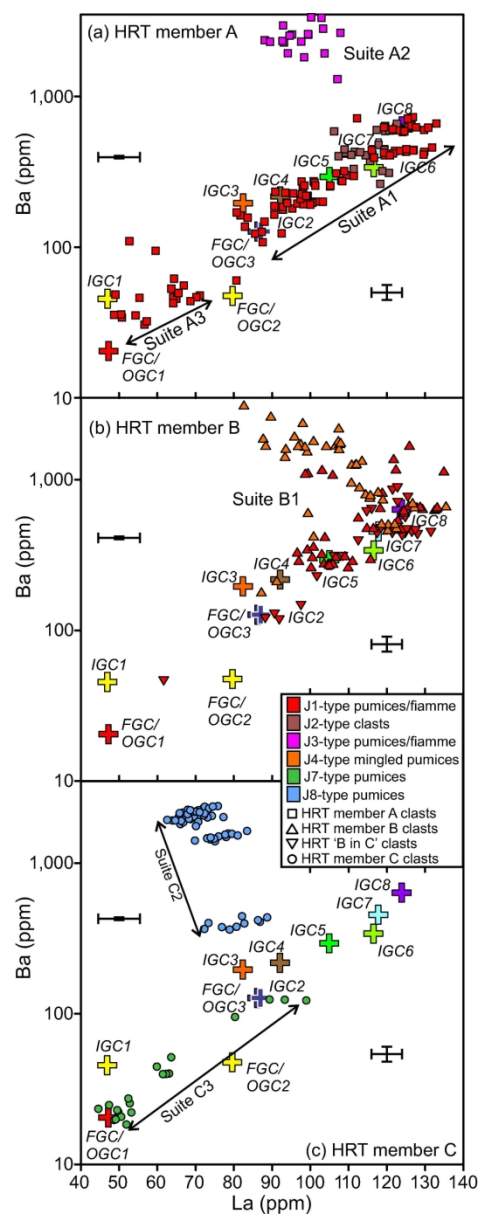 (a) HRT member A
Suite A2
IGC8
1,000
IGC7
IGC5
IGC6
IGC3
IGC4
IGC2
FGC/
OGC3
Suite A1
Ba (ppm)
100
IGC1
FGC/
OGC2
Suite A3
FGC/
OGC1
10
(b) HRT member B
1,000
Suite B1
IGC8
IGC7
IGC6
IGC5
IGC4
IGC3
Ba (ppm)
FGC/
OGC3
IGC2
100
IGC1
FGC/
OGC2
FGC/
OGC1
10
J1-type pumices/fiamme
J2-type clasts
J3-type pumices/fiamme
J4-type mingled pumices
J7-type pumices
J8-type pumices
HRT member A clasts
HRT member B clasts
HRT 'B in C' clasts
HRT member C clasts
1,000
Suite C2
IGC8
IGC7
IGC6
IGC5
IGC4
IGC3
IGC2
FGC/
OGC3
Ba (ppm)
100
IGC1
FGC/
OGC2
Suite C3
FGC/
OGC1
(c) HRT member C
10
40 50 60 70 80 90 100 110 120 130 140
La (ppm)